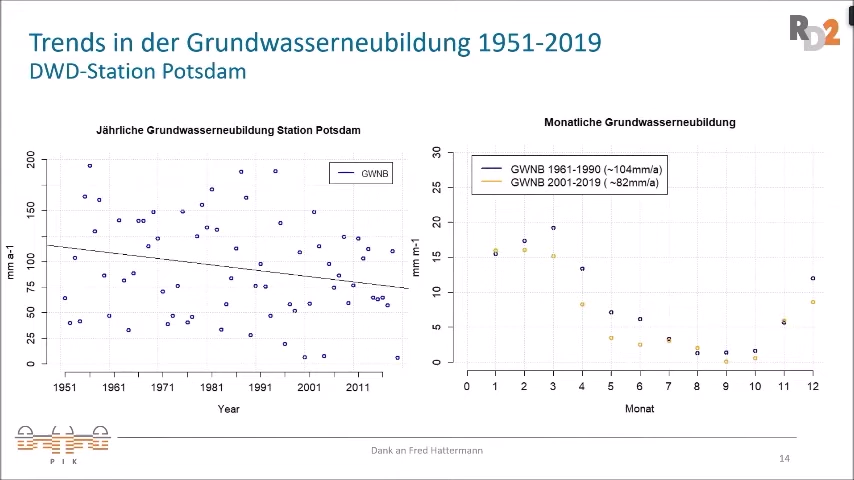 Trends in der Grundwasserneubildung 1951-2019
DWD-Station Potsdam
RD2
Jährliche Grundwasserneubildung Station Potsdam
GWNB
mm a-1
200
150
100
75
50
25
0
1951 1961 1971 1981 1991 2001 2011
Year
Monatliche Grundwasserneubildung
GWNB 1961-1990 (~104mm/a)
GWNB 2001-2019 ( ~82mm/a)
mm m-1
30
25
20
15
10
5
0
0 1 2 3 4 5 6 7 8 9 10 11 12
Monat
P I K
Dank an Fred Hattermann
14